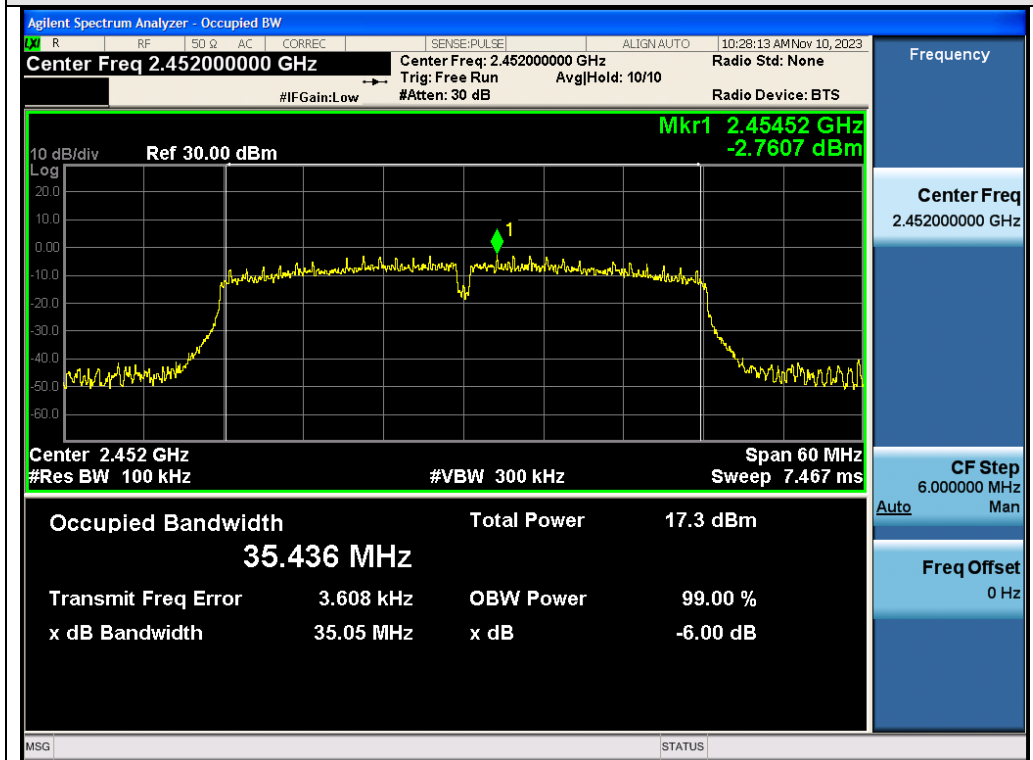 Agilent Spectrum Analyzer - Occupied BW
LXI R RF 50 Ω AC CORREC SENSE:PULSE ALIGN AUTO 10:28:13 AM Nov 10, 2023
Center Freq 2.452000000 GHz Center Freq: 2.452000000 GHz Radio Std: None
Trig: Free Run Avg|Hold: 10/10
#IFGain:Low #Atten: 30 dB Radio Device: BTS
Mkr1 2.45452 GHz
10 dB/div Ref 30.00 dBm -2.7607 dBm
Log
20.0
10.0
1
0.00
-10.0
-20.0
-30.0
-40.0
-50.0
-60.0
Center 2.452 GHz Span 60 MHz
#Res BW 100 kHz #VBW 300 kHz Sweep 7.467 ms
Occupied Bandwidth Total Power 17.3 dBm
35.436 MHz
Transmit Freq Error 3.608 kHz OBW Power 99.00 %
x dB Bandwidth 35.05 MHz x dB -6.00 dB
Frequency
Center Freq
2.452000000 GHz
CF Step
6.000000 MHz
Auto Man
Freq Offset
0 Hz
MSG STATUS